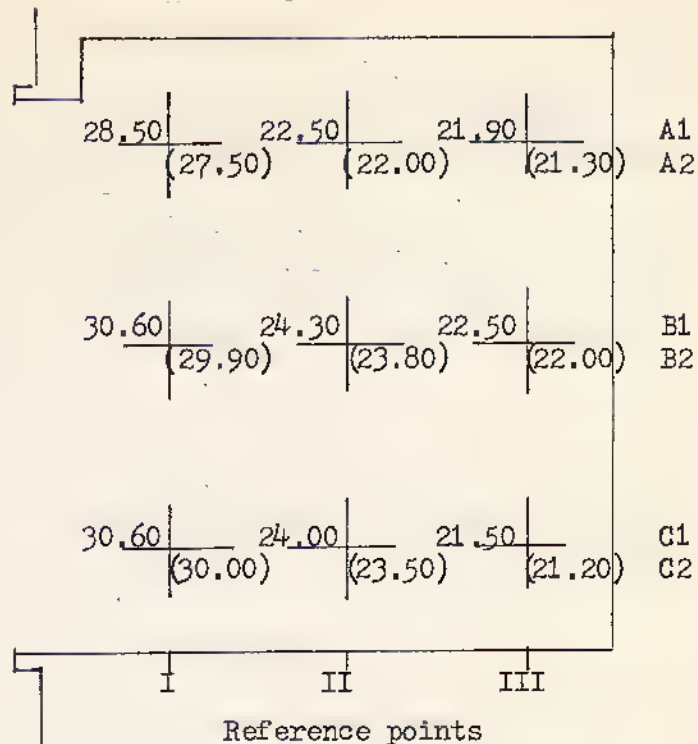 28.50 22.50 21.90 A1
(27.50) (22.00) (21.30) A2
30.60 24.30 22.50 B1
(29.90) (23.80) (22.00) B2
30.60 24.00 21.50 C1
(30.00) (23.50) (21.20) C2
I II III
Reference points